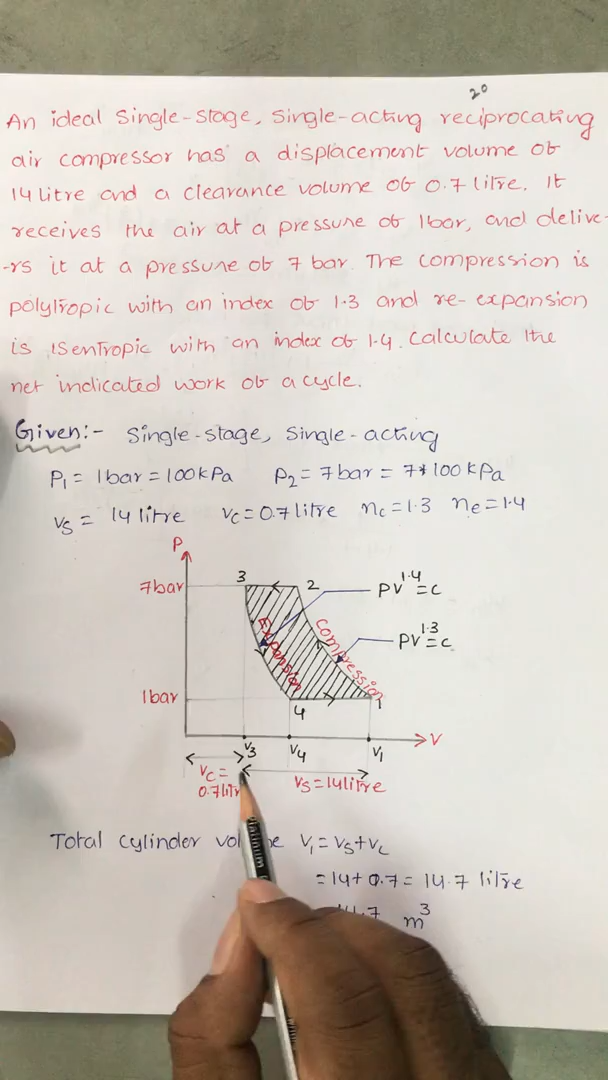 20
An ideal Single-stage, Single-acting reciprocating
air compressor has a displacement volume of
14 litre and a clearance volume of 0.7 litre. It
receives the air at a pressure of 1bar, and delive-
-rs it at a pressure of 7 bar. The compression is
polytropic with an index of 1.3 and re-expansion
is isentropic with an index of 1.4. Calculate the
net indicated work of a cycle.
Given:- Single-stage, Single-acting
P₁ = 1bar = 100kPa P₂ = 7bar = 7*100kPa
Vs = 14 litre Vc = 0.7 litre nc = 1.3 ne = 1.4
P
3 2
7bar
PV^1.4 = C
PV^1.3 = C
Expansion
Compression
1bar
4 1
V3 V4 V1 V
Vc =
0.7
Vs = 14litre
Total cylinder V₁ = Vs+Vc
= 14 + 0.7 = 14.7 litre
m³